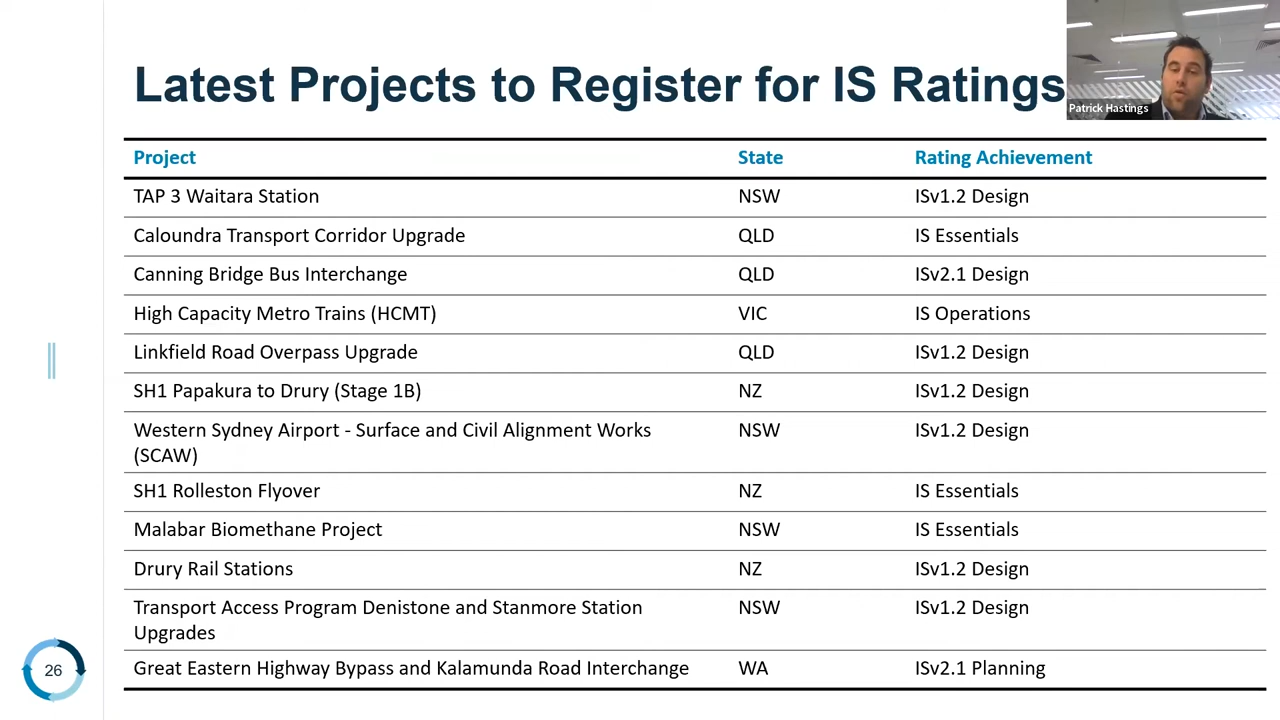 Latest Projects to Register for IS Ratings
Patrick Hastings
Project State Rating Achievement
TAP 3 Waitara Station NSW ISv1.2 Design
Caloundra Transport Corridor Upgrade QLD IS Essentials
Canning Bridge Bus Interchange QLD ISv2.1 Design
High Capacity Metro Trains (HCMT) VIC IS Operations
Linkfield Road Overpass Upgrade QLD ISv1.2 Design
SH1 Papakura to Drury (Stage 1B) NZ ISv1.2 Design
Western Sydney Airport - Surface and Civil Alignment Works NSW ISv1.2 Design
(SCAW)
SH1 Rolleston Flyover NZ IS Essentials
Malabar Biomethane Project NSW IS Essentials
Drury Rail Stations NZ ISv1.2 Design
Transport Access Program Denistone and Stanmore Station NSW ISv1.2 Design
Upgrades
Great Eastern Highway Bypass and Kalamunda Road Interchange WA ISv2.1 Planning
26